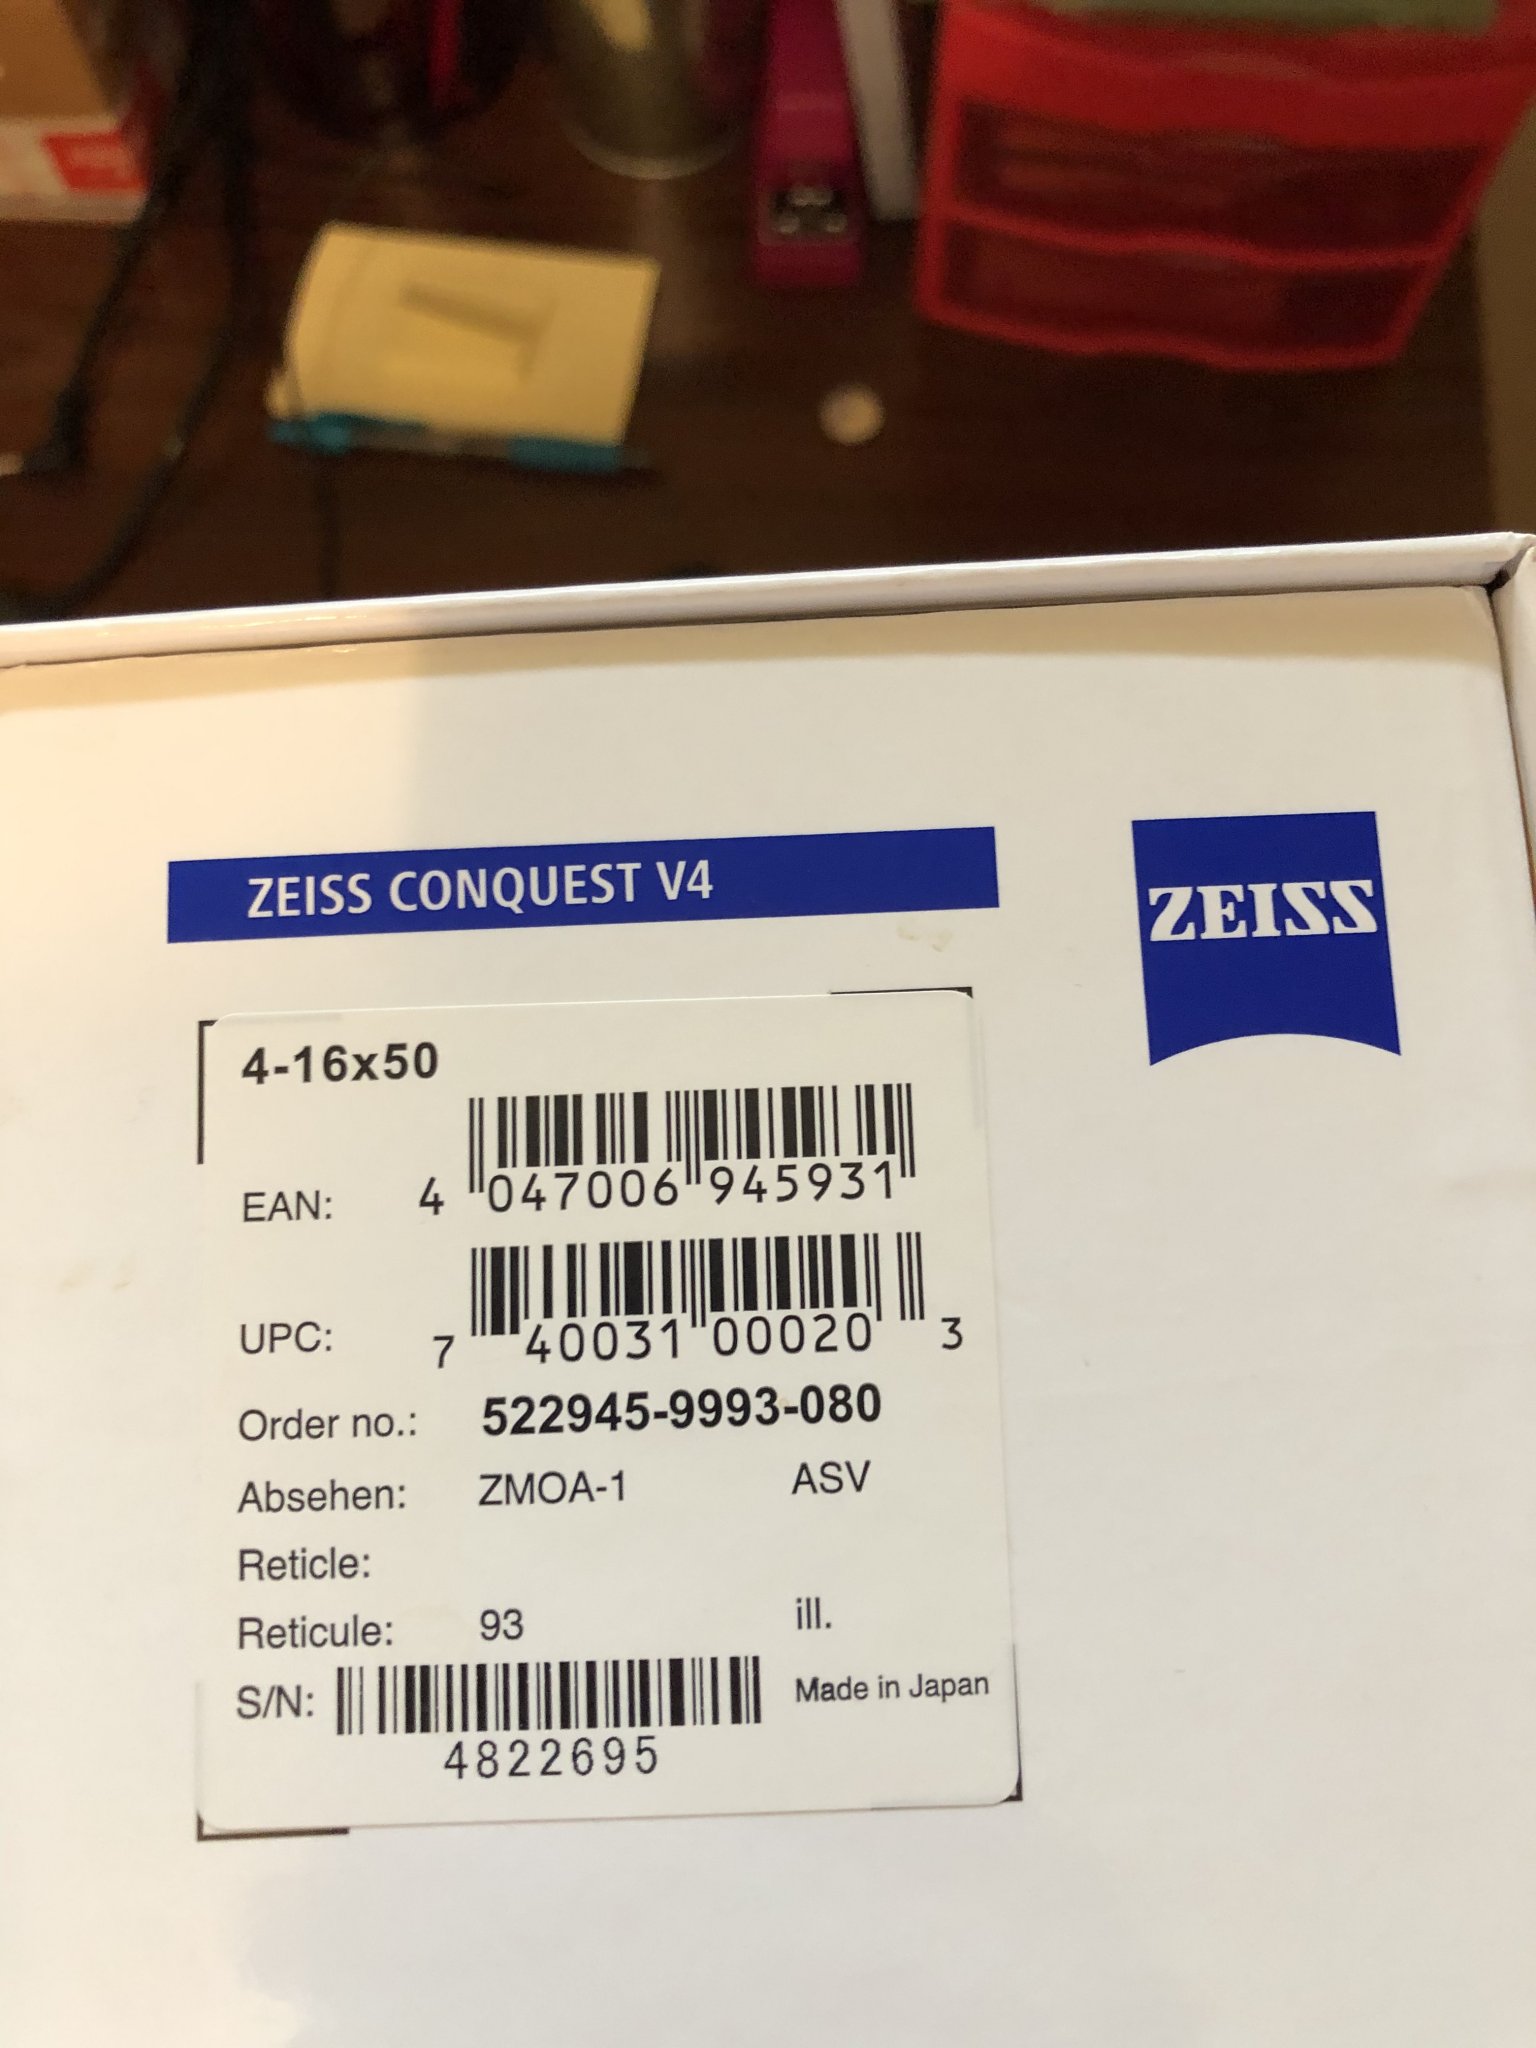 ZEISS CONQUEST V4
ZEISS
4-16x50
EAN: 4 047006 945931
UPC: 7 40031 00020 3
Order no.: 522945-9993-080
Absehen: ZMOA-1 ASV
Reticle:
Reticule: 93 ill.
S/N: Made in Japan
4822695